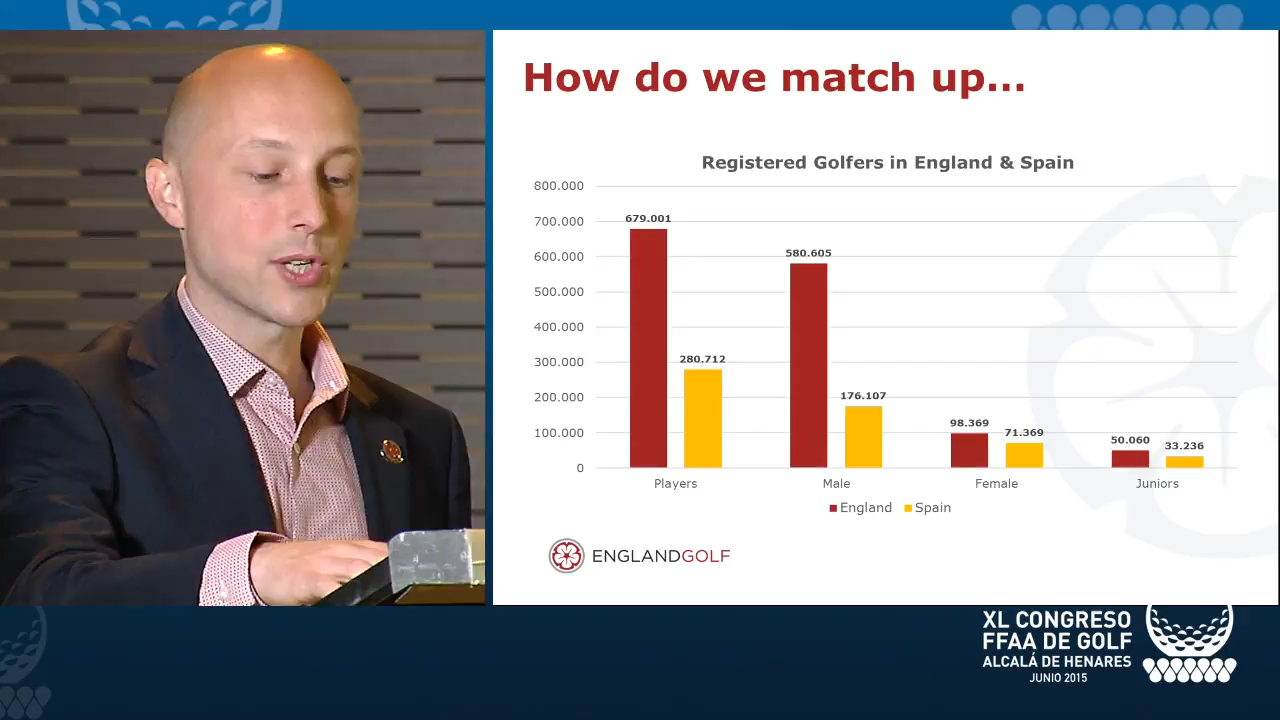 How do we match up...
Registered Golfers in England & Spain
800.000
700.000
600.000
500.000
400.000
300.000
200.000
100.000
0
679.001
280.712
580.605
176.107
98.369
71.369
50.060
33.236
Players
Male
Female
Juniors
England
Spain
ENGLANDGOLF
XL CONGRESO
FFAA DE GOLF
ALCALÁ DE HENARES
JUNIO 2015